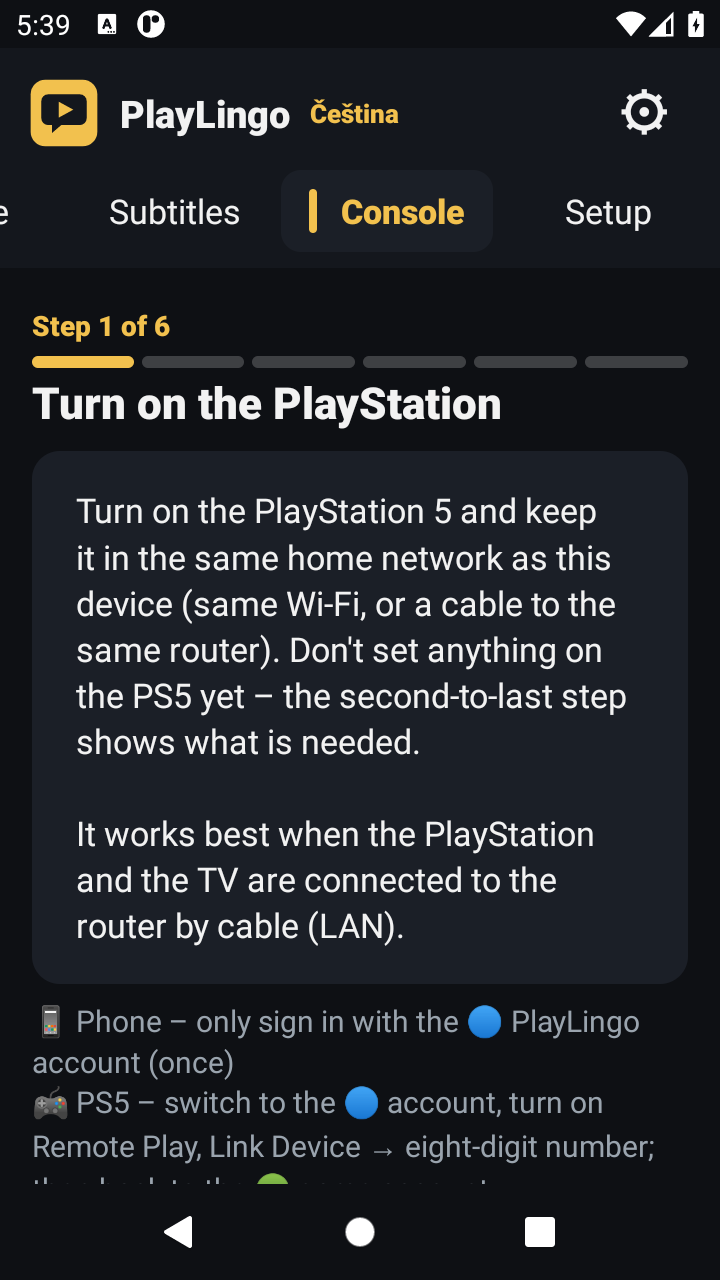 5:39
PlayLingo Čeština
e Subtitles Console Setup
Step 1 of 6
Turn on the PlayStation
Turn on the PlayStation 5 and keep
it in the same home network as this
device (same Wi-Fi, or a cable to the
same router). Don't set anything on
the PS5 yet – the second-to-last step
shows what is needed.
It works best when the PlayStation
and the TV are connected to the
router by cable (LAN).
📱 Phone – only sign in with the 🔵 PlayLingo
account (once)
🎮 PS5 – switch to the 🔵 account, turn on
Remote Play, Link Device → eight-digit number;